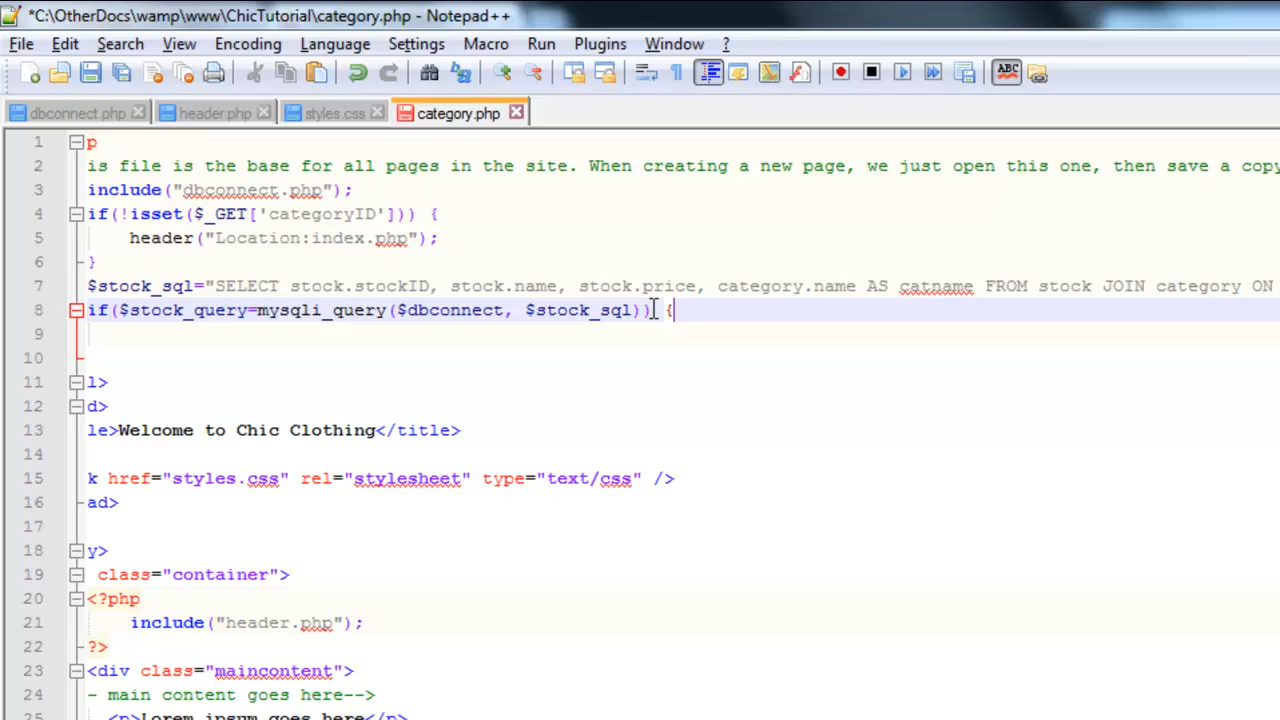 *C:\OtherDocs\wamp\www\ChicTutorial\category.php - Notepad++
File Edit Search View Encoding Language Settings Macro Run Plugins Window ?
ABC
dbconnect.php header.php styles.css category.php
1 p
2 is file is the base for all pages in the site. When creating a new page, we just open this one, then save a copy
3 include("dbconnect.php");
4 if(!isset($_GET['categoryID'])) {
5 header("Location:index.php");
6 }
7 $stock_sql="SELECT stock.stockID, stock.name, stock.price, category.name AS catname FROM stock JOIN category ON
8 if($stock_query=mysqli_query($dbconnect, $stock_sql)) {
9
10
11 l>
12 d>
13 le>Welcome to Chic Clothing</title>
14
15 k href="styles.css" rel="stylesheet" type="text/css" />
16 ad>
17
18 y>
19 class="container">
20 <?php
21 include("header.php");
22 ?>
23 <div class="maincontent">
24 - main content goes here-->
25 <p>Lorem ipsum goes here</p>